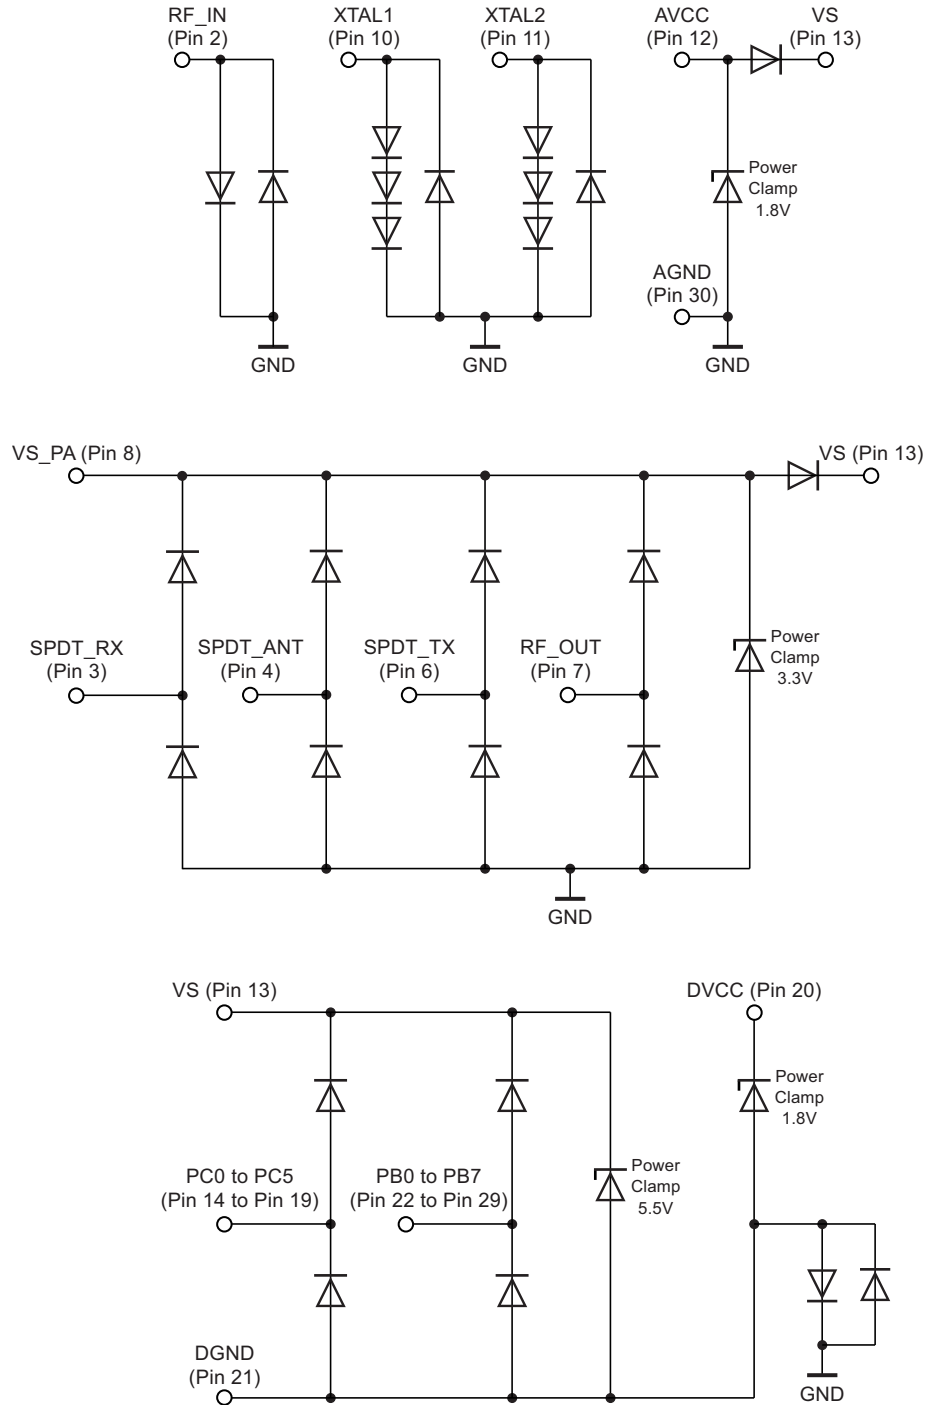 RF_IN
(Pin 2)
XTAL1
(Pin 10)
XTAL2
(Pin 11)
AVCC
(Pin 12)
VS
(Pin 13)
Power
Clamp
1.8V
AGND
(Pin 30)
GND
GND
GND
VS_PA (Pin 8)
VS (Pin 13)
SPDT_RX
(Pin 3)
SPDT_ANT
(Pin 4)
SPDT_TX
(Pin 6)
RF_OUT
(Pin 7)
Power
Clamp
3.3V
GND
VS (Pin 13)
DVCC (Pin 20)
Power
Clamp
1.8V
PC0 to PC5
(Pin 14 to Pin 19)
PB0 to PB7
(Pin 22 to Pin 29)
Power
Clamp
5.5V
DGND
(Pin 21)
GND